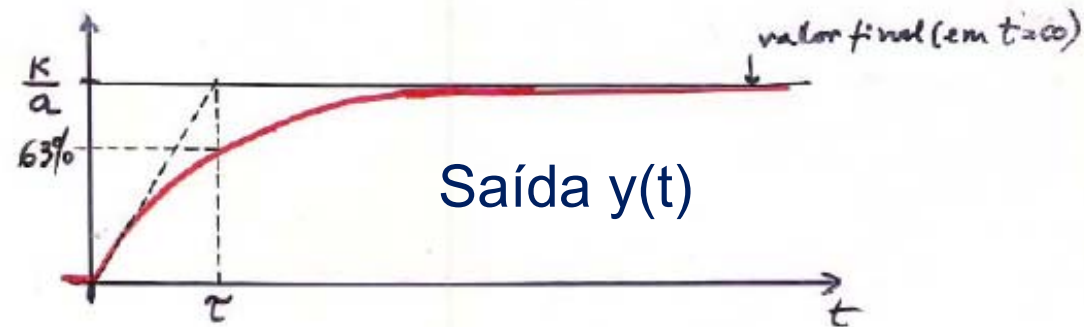 valor final (em t=∞)
K/a
63%
Saída y(t)
τ
t